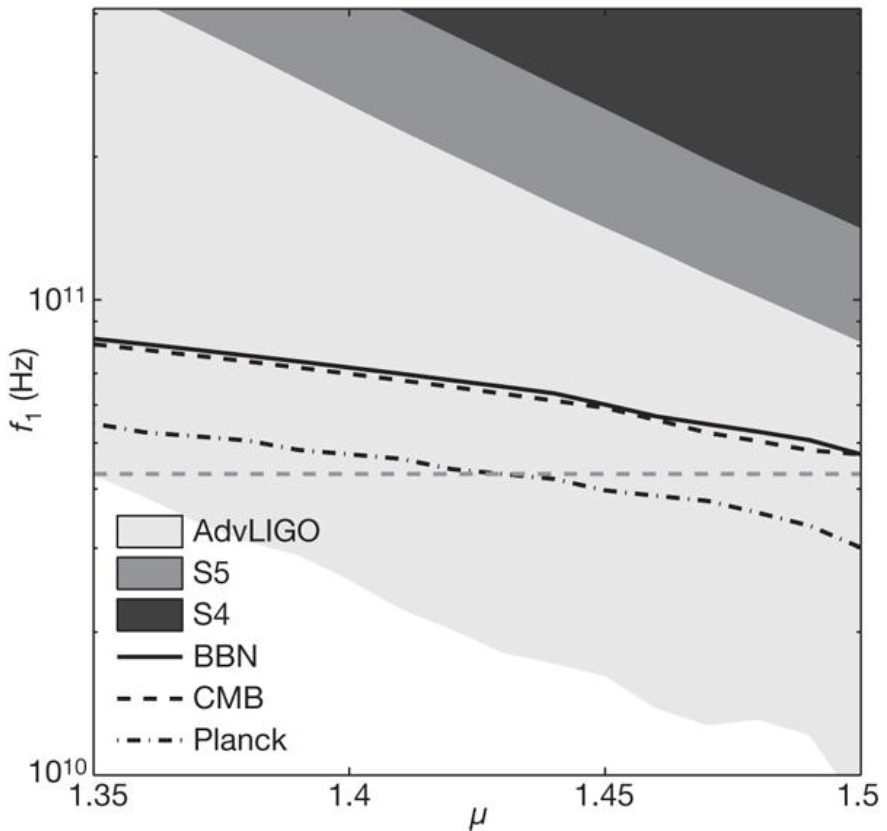 10¹¹
f₁ (Hz)
AdvLIGO
S5
S4
BBN
CMB
Planck
10¹⁰
1.35
1.4
1.45
1.5
μ